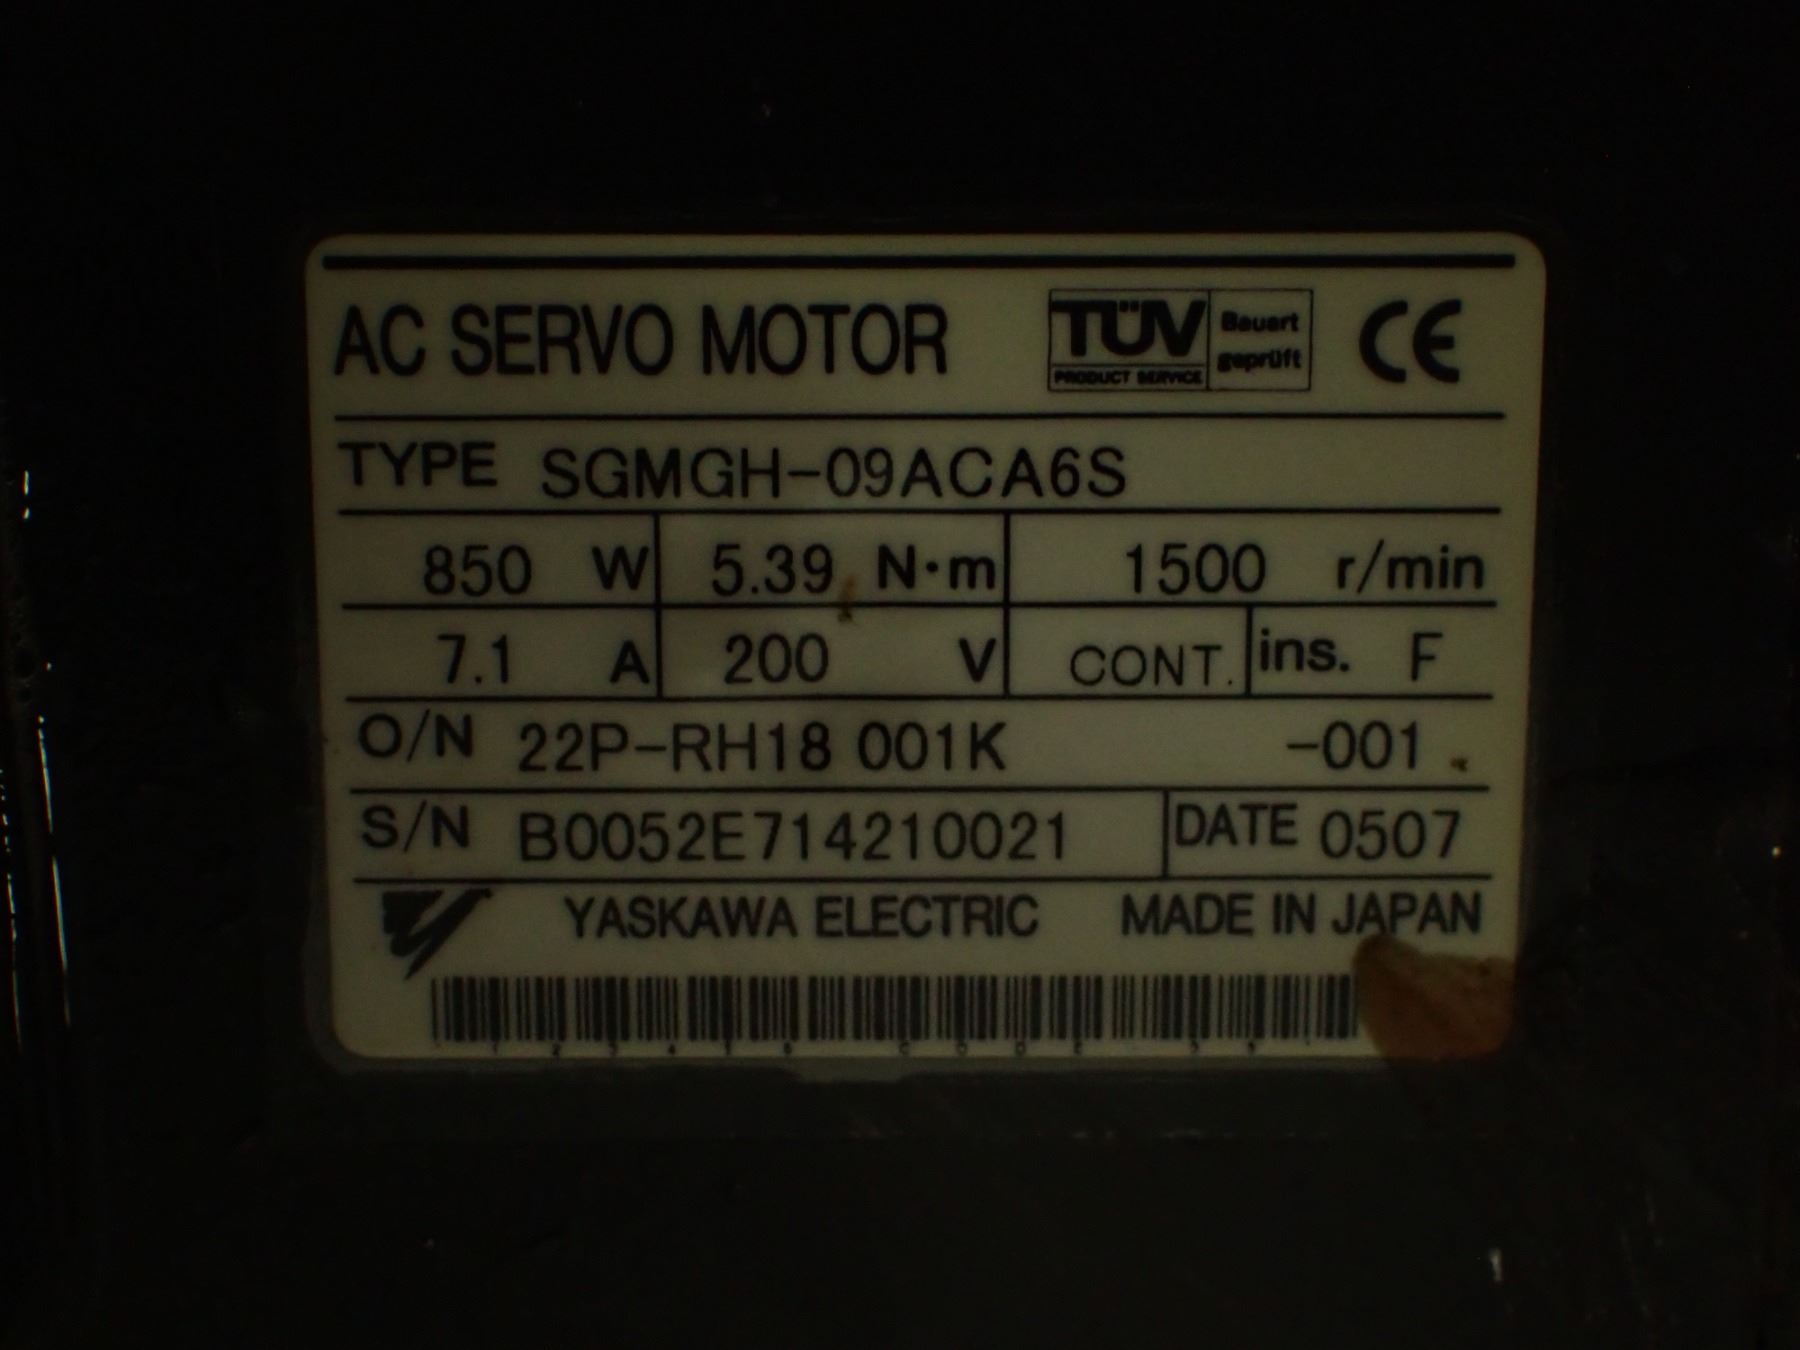 AC SERVO MOTOR TÜV PRODUCT SERVICE Bauart geprüft CE
TYPE SGMGH-09ACA6S
850 W 5.39 N·m 1500 r/min
7.1 A 200 V CONT. ins. F
O/N 22P-RH18 001K -001
S/N B0052E714210021 DATE 0507
YASKAWA ELECTRIC MADE IN JAPAN